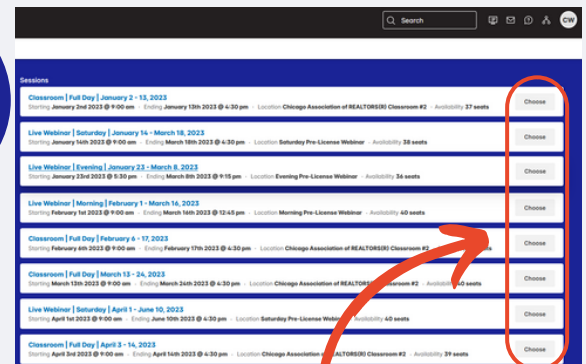 Search
CW
Sessions
Classroom | Full Day | January 2 - 13, 2023
Starting January 2nd 2023 @ 9:00 am - Ending January 13th 2023 @ 4:30 pm - Location Chicago Association of REALTORS(R) Classroom #2 - Availability 37 seats
Choose
Live Webinar | Saturday | January 14 - March 18, 2023
Starting January 14th 2023 @ 9:00 am - Ending March 18th 2023 @ 4:30 pm - Location Saturday Pre-License Webinar - Availability 38 seats
Choose
Live Webinar | Evening | January 23 - March 8, 2023
Starting January 23rd 2023 @ 5:30 pm - Ending March 8th 2023 @ 9:15 pm - Location Evening Pre-License Webinar - Availability 36 seats
Choose
Live Webinar | Morning | February 1 - March 16, 2023
Starting February 1st 2023 @ 9:00 am - Ending March 16th 2023 @ 12:45 pm - Location Morning Pre-License Webinar - Availability 40 seats
Choose
Classroom | Full Day | February 6 - 17, 2023
Starting February 6th 2023 @ 9:00 am - Ending February 17th 2023 @ 4:30 pm - Location Chicago Association of REALTORS(R) Classroom #2 seats
Choose
Classroom | Full Day | March 13 - 24, 2023
Starting March 13th 2023 @ 9:00 am - Ending March 24th 2023 @ 4:30 pm - Location Chicago Association of REALTORS(R) #2 - seats
Choose
Live Webinar | Saturday | April 1 - June 10, 2023
Starting April 1st 2023 @ 9:00 am - Ending June 10th 2023 @ 4:30 pm - Location Saturday Pre-License - Availability 40 seats
Choose
Classroom | Full Day | April 3 - 14, 2023
Starting April 3rd 2023 @ 9:00 am - Ending April 14th 2023 @ 4:30 pm - Location Chicago Association Classroom #2 - Availability 39 seats
Choose